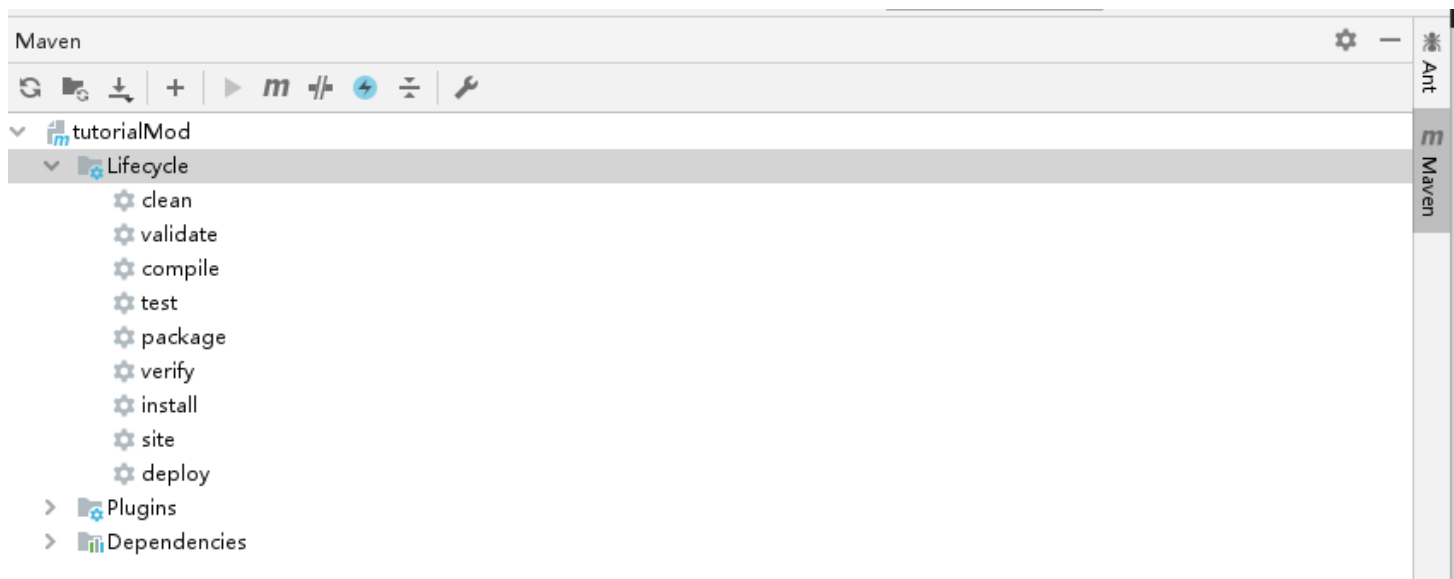 Maven
m
tutorialMod
Lifecycle
clean
validate
compile
test
package
verify
install
site
deploy
Plugins
Dependencies
Ant
m Maven